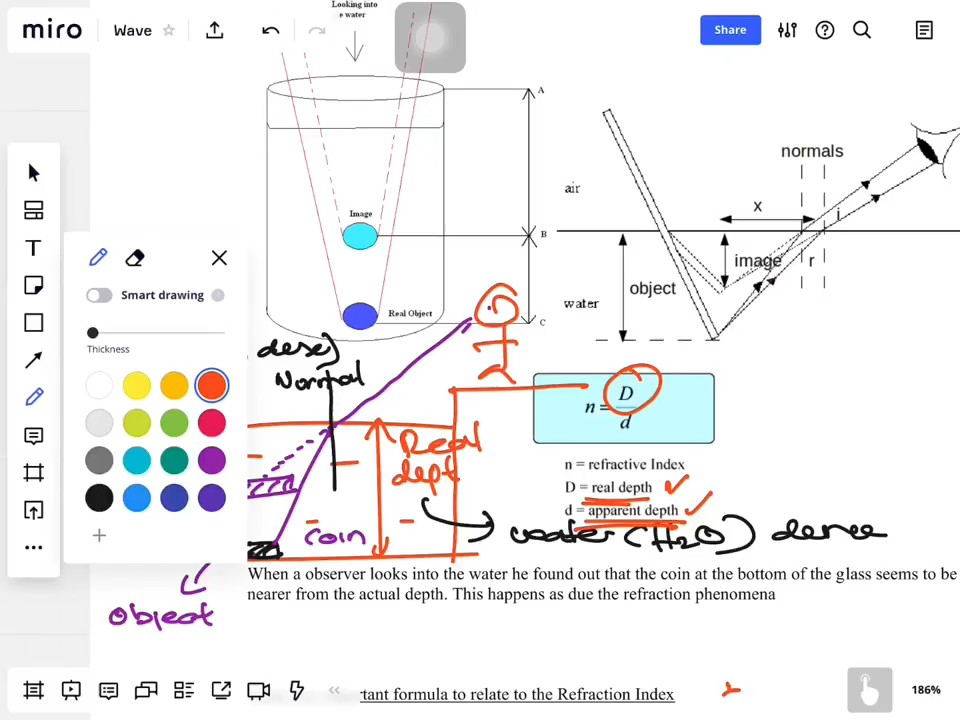 Looking into
e water
miro
Wave
Share
A
normals
air
x
i
Image
B
image
r
object
water
Real Object
C
Smart drawing
Thickness
dense)
Normal
n = D
d
Real
dept
n = refractive Index
D = real depth
d = apparent depth
coin
water (H2O) dense
When a observer looks into the water he found out that the coin at the bottom of the glass seems to be
nearer from the actual depth. This happens as due the refraction phenomena
Object
rtant formula to relate to the Refraction Index
186%